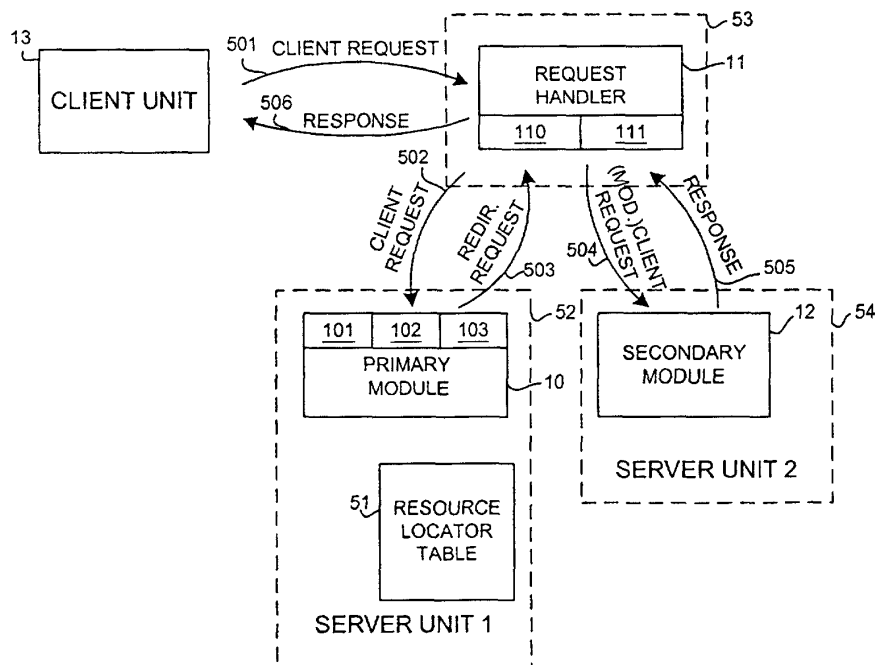 13
501
CLIENT REQUEST
53
CLIENT UNIT
REQUEST
HANDLER
11
506
RESPONSE
110
111
502
CLIENT
REQUEST
REDIR.
REQUEST
503
(MOD.)CLIENT
REQUEST
504
RESPONSE
505
101
102
103
52
PRIMARY
MODULE
10
12
54
SECONDARY
MODULE
SERVER UNIT 2
51
RESOURCE
LOCATOR
TABLE
SERVER UNIT 1